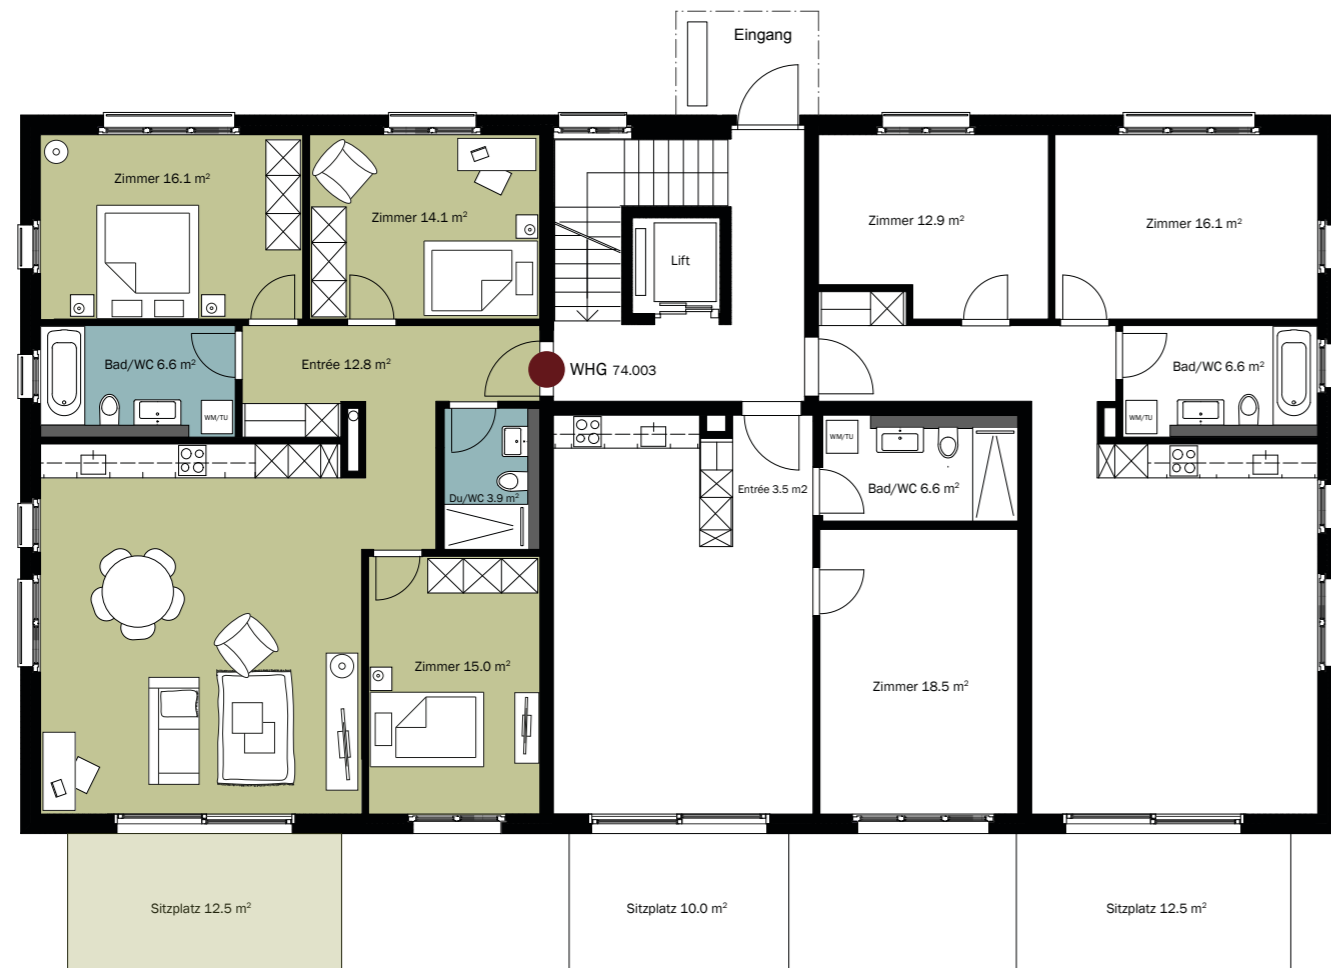 Eingang
Zimmer 16.1 m²
Zimmer 14.1 m²
Zimmer 12.9 m²
Zimmer 16.1 m²
Lift
Bad/WC 6.6 m²
Entrée 12.8 m²
WHG 74.003
Bad/WC 6.6 m²
WM/TU
WM/TU
WM/TU
Du/WC 3.9 m²
Entrée 3.5 m2
Bad/WC 6.6 m²
Zimmer 15.0 m²
Zimmer 18.5 m²
Sitzplatz 12.5 m²
Sitzplatz 10.0 m²
Sitzplatz 12.5 m²